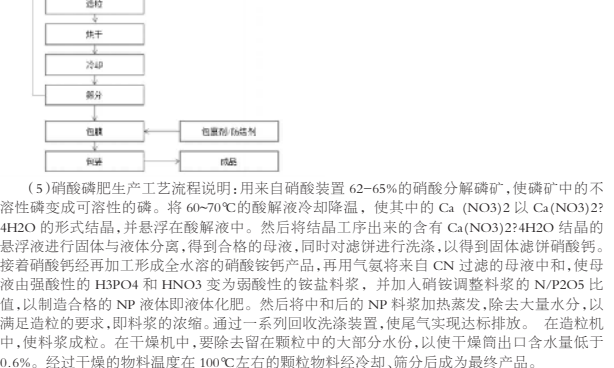 造粒
烘干
冷却
筛分
包膜
包裹剂/防结剂
包装
成品
(5)硝酸磷肥生产工艺流程说明:用来自硝酸装置 62-65%的硝酸分解磷矿,使磷矿中的不
溶性磷变成可溶性的磷。将 60~70℃的酸解液冷却降温，使其中的 Ca (NO3)2 以 Ca(NO3)2?
4H2O 的形式结晶,并悬浮在酸解液中。然后将结晶工序出来的含有 Ca(NO3)2?4H2O 结晶的
悬浮液进行固体与液体分离,得到合格的母液,同时对滤饼进行洗涤,以得到固体滤饼硝酸钙。
接着硝酸钙经再加工形成全水溶的硝酸铵钙产品,再用气氨将来自 CN 过滤的母液中和,使母
液由强酸性的 H3PO4 和 HNO3 变为弱酸性的铵盐料浆，并加入硝铵调整料浆的 N/P2O5 比
值,以制造合格的 NP 液体即液体化肥。然后将中和后的 NP 料浆加热蒸发,除去大量水分,以
满足造粒的要求,即料浆的浓缩。通过一系列回收洗涤装置,使尾气实现达标排放。 在造粒机
中,使料浆成粒。在干燥机中,要除去留在颗粒中的大部分水份,以使干燥筒出口含水量低于
0.6%。经过干燥的物料温度在 100℃左右的颗粒物料经冷却、筛分后成为最终产品。